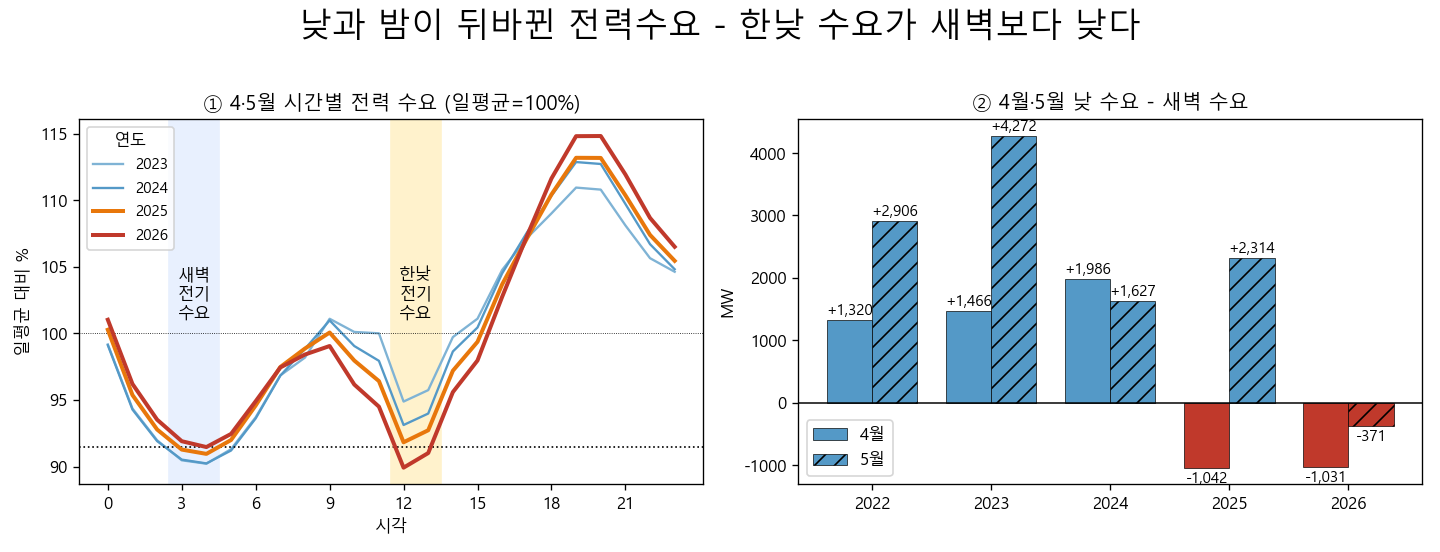 낮과 밤이 뒤바뀐 전력수요 - 한낮 수요가 새벽보다 낮다
① 4·5월 시간별 전력 수요 (일평균=100%)
일평균 대비 %
115
110
105
100
95
90
연도
2023
2024
2025
2026
새벽
전기
수요
한낮
전기
수요
0
3
6
9
12
15
18
21
시각
② 4월·5월 낮 수요 - 새벽 수요
MW
4000
3000
2000
1000
0
-1000
+1,320
+2,906
+1,466
+4,272
+1,986
+1,627
-1,042
+2,314
-1,031
-371
4월
5월
2022
2023
2024
2025
2026